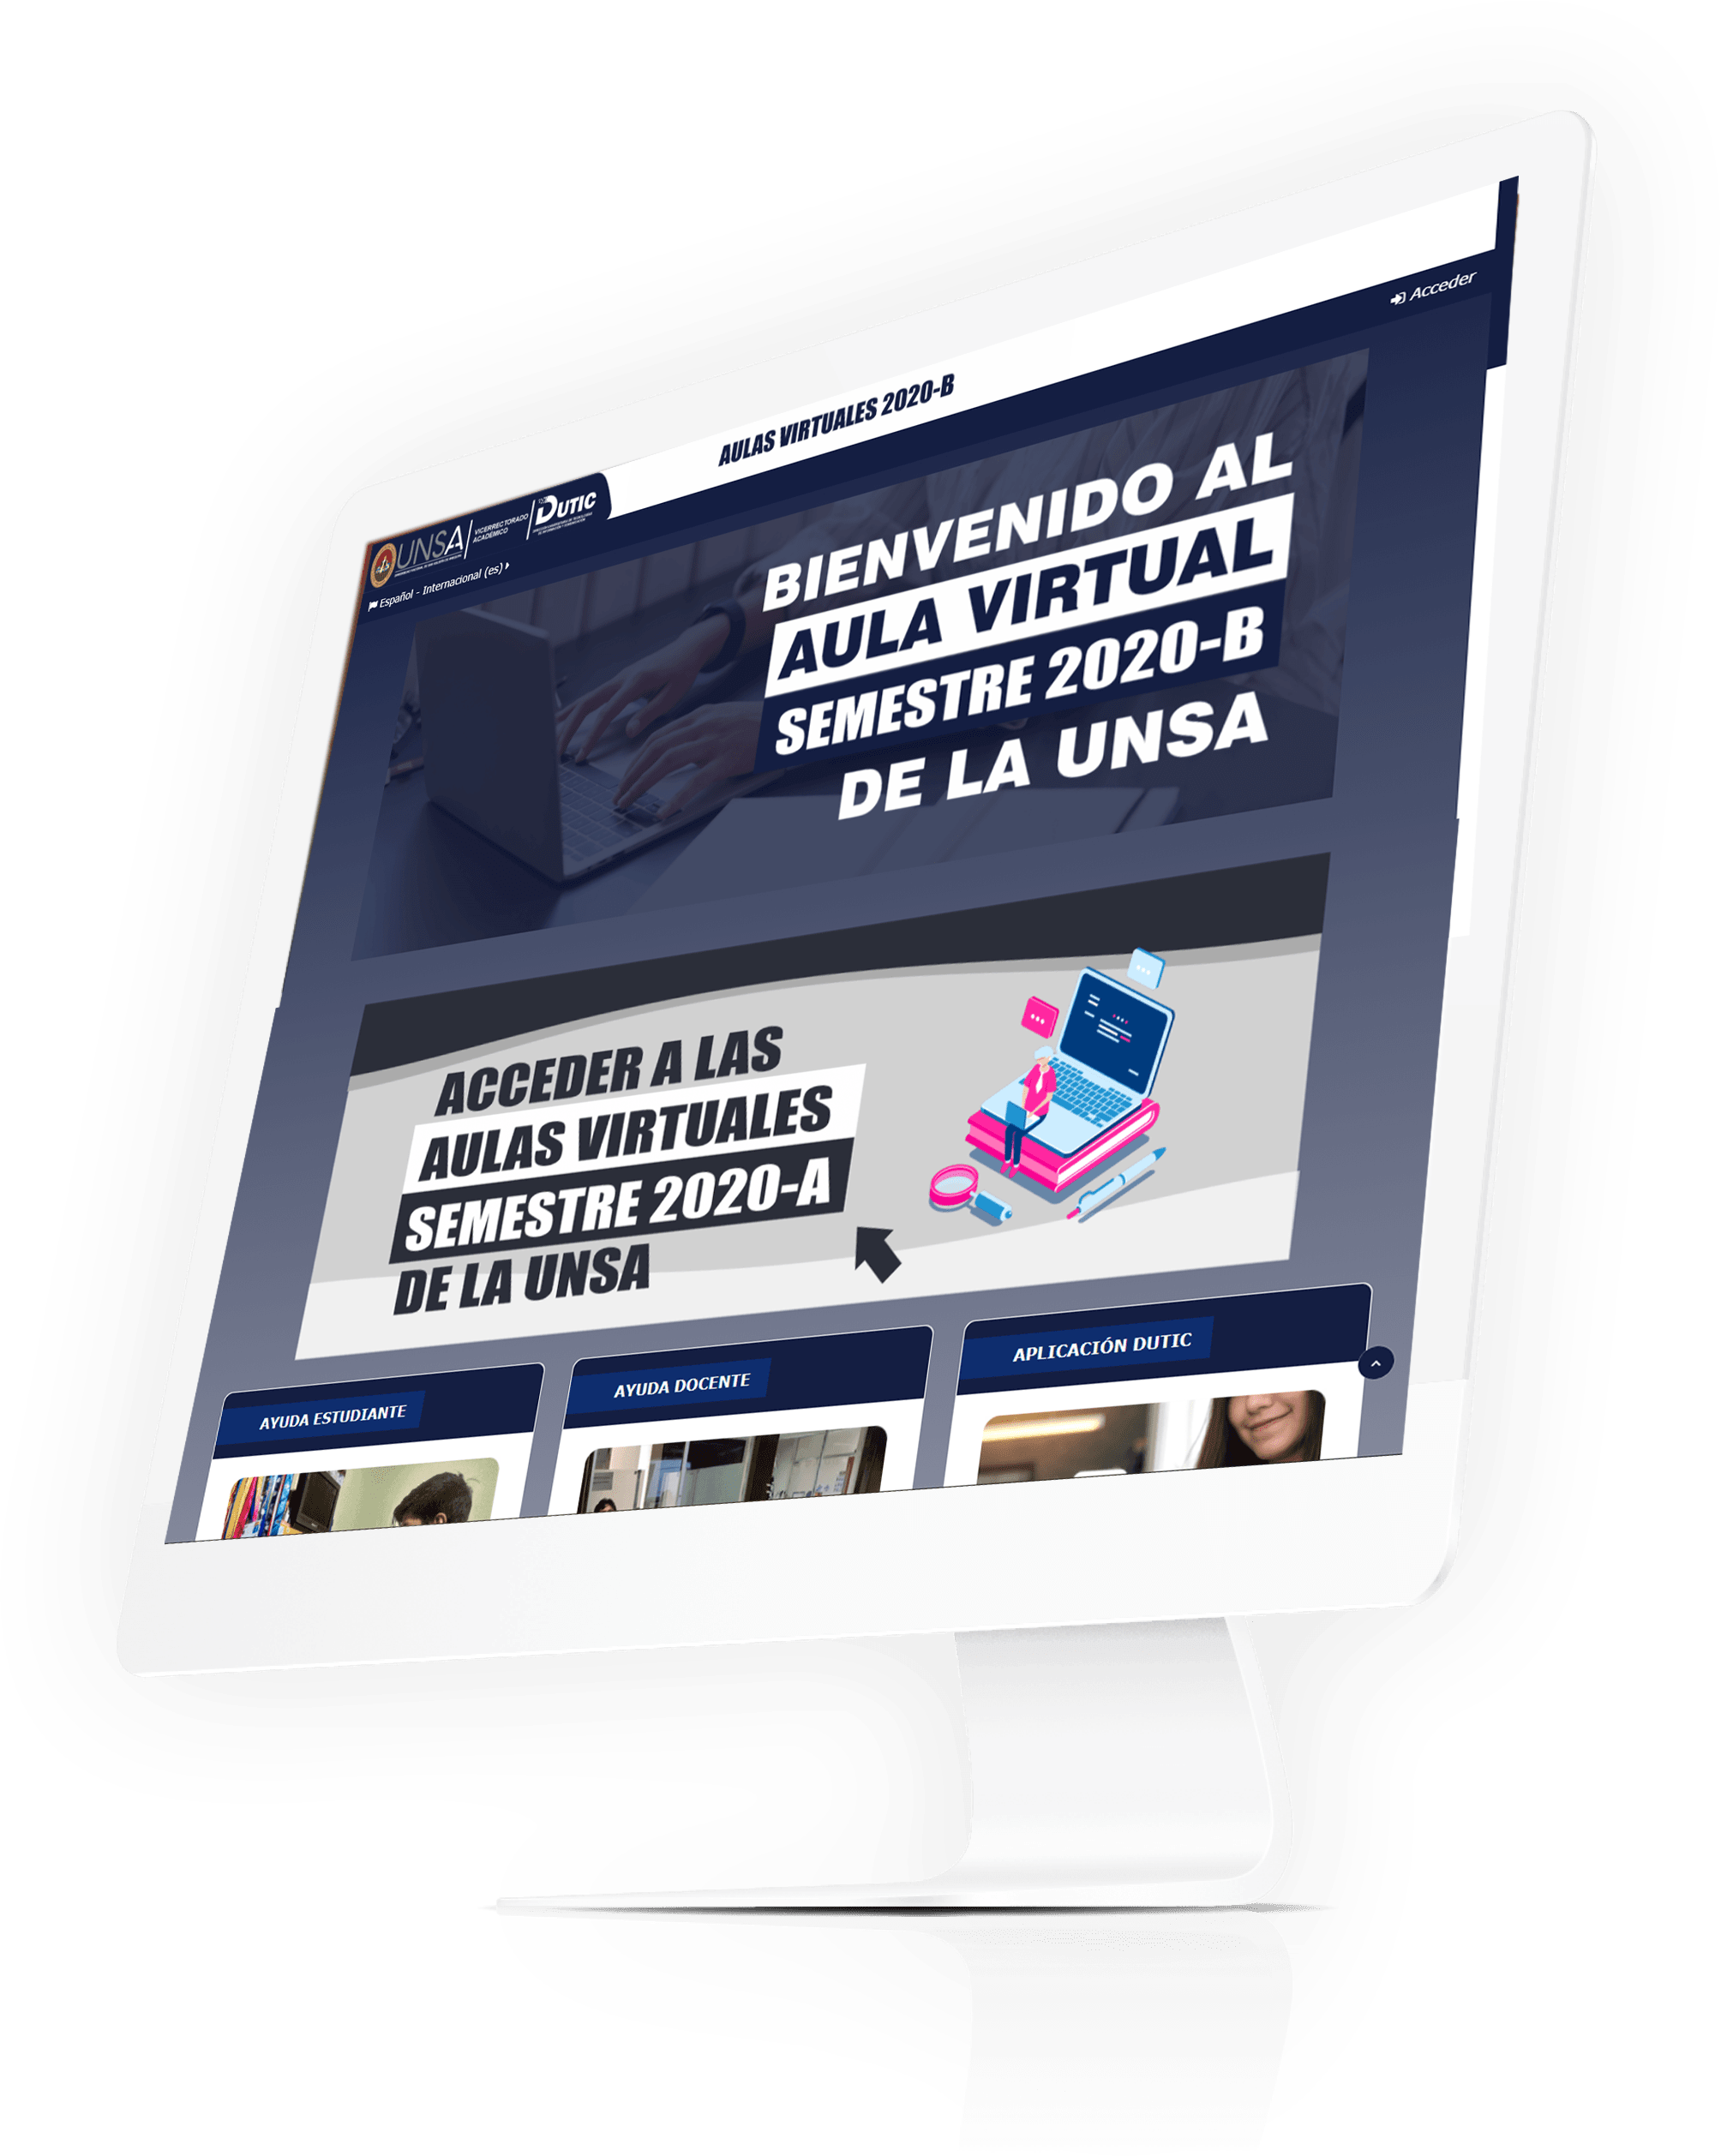 AULAS VIRTUALES 2020-B
Acceder
UNSA
VICERRECTORADO
ACADÉMICO
DUTIC
Español - Internacional (es)
BIENVENIDO AL
AULA VIRTUAL
SEMESTRE 2020-B
DE LA UNSA
ACCEDER A LAS
AULAS VIRTUALES
SEMESTRE 2020-A
DE LA UNSA
AYUDA ESTUDIANTE
AYUDA DOCENTE
APLICACIÓN DUTIC